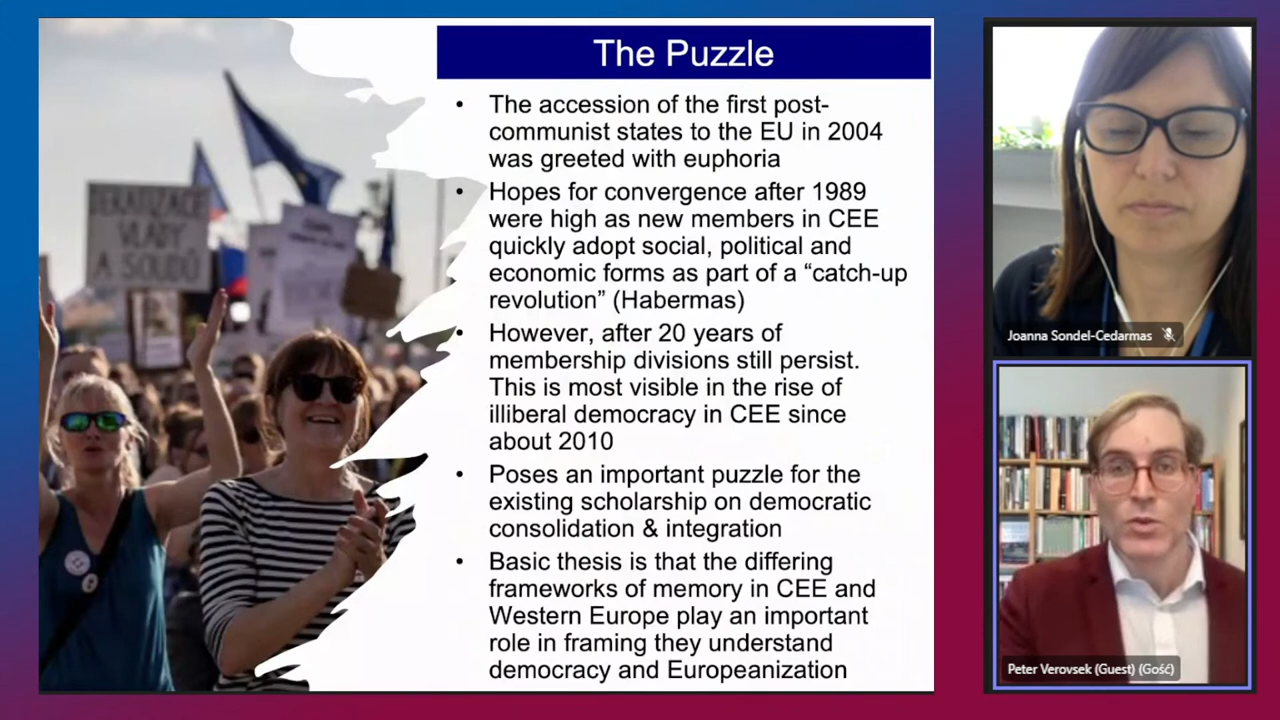 The Puzzle
• The accession of the first post-
communist states to the EU in 2004
was greeted with euphoria
• Hopes for convergence after 1989
were high as new members in CEE
quickly adopt social, political and
economic forms as part of a “catch-up
revolution” (Habermas)
• However, after 20 years of
membership divisions still persist.
This is most visible in the rise of
illiberal democracy in CEE since
about 2010
• Poses an important puzzle for the
existing scholarship on democratic
consolidation & integration
• Basic thesis is that the differing
frameworks of memory in CEE and
Western Europe play an important
role in framing they understand
democracy and Europeanization
VLÁDY
A SOUDŮ
Joanna Sondel-Cedarmas
Peter Verovsek (Guest) (Gość)